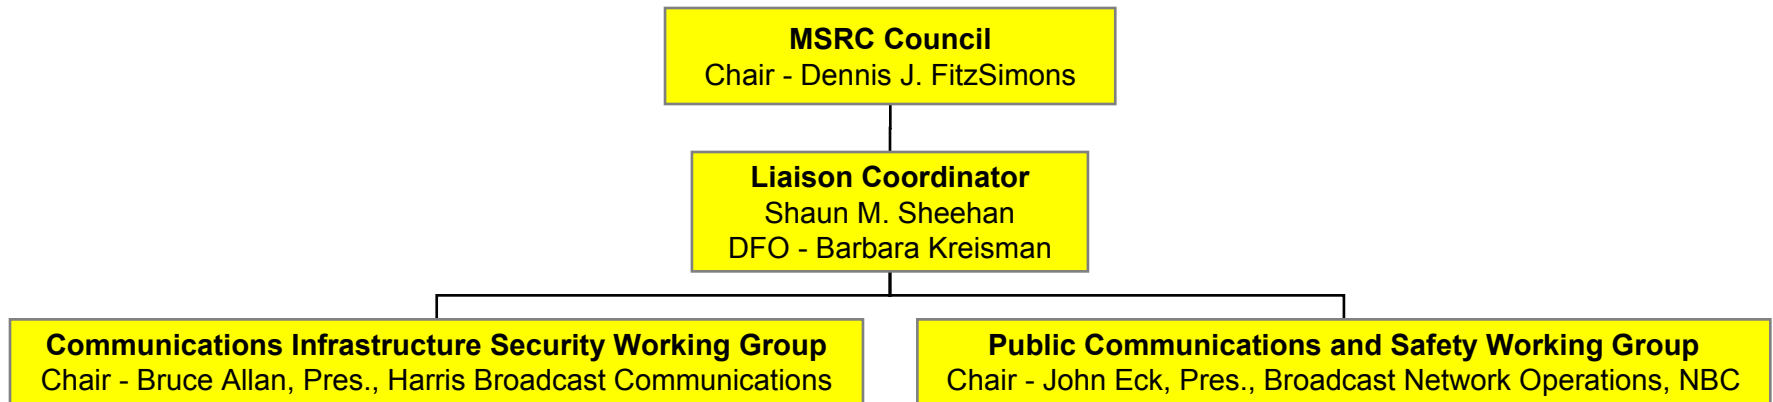 MSRC Council
Chair - Dennis J. FitzSimons
Liaison Coordinator
Shaun M. Sheehan
DFO - Barbara Kreisman
Communications Infrastructure Security Working Group
Chair - Bruce Allan, Pres., Harris Broadcast Communications
Public Communications and Safety Working Group
Chair - John Eck, Pres., Broadcast Network Operations, NBC